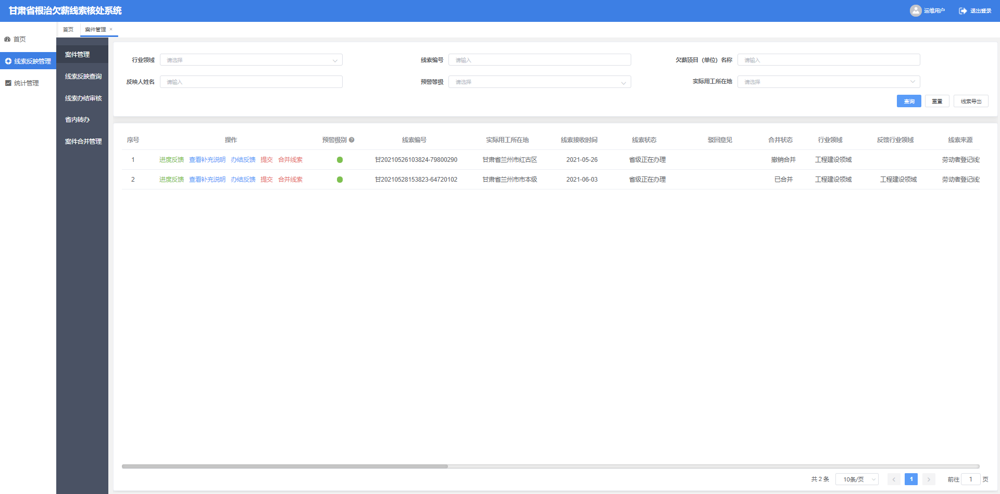 甘肃省根治欠薪线索核处系统
运维用户
退出登录
首页
案件管理 ×
首页
线索反映管理
统计管理
案件管理
线索反映查询
线索办结审核
省内转办
案件合并管理
行业领域 请选择
线索编号 请输入
欠薪项目（单位）名称 请输入
反映人姓名 请输入
预警等级 请选择
实际用工所在地 请选择
查询 重置 线索导出
序号 操作 预警级别 线索编号 实际用工所在地 线索接收时间 线索状态 驳回意见 合并状态 行业领域 反馈行业领域 线索来源
1 进度反馈 查看补充说明 办结反馈 提交 合并线索 甘20210526103824-79800290 甘肃省兰州市红古区 2021-05-26 省级正在办理 撤销合并 工程建设领域 劳动者登记线
2 进度反馈 查看补充说明 办结反馈 提交 合并线索 甘20210528153823-64720102 甘肃省兰州市市本级 2021-06-03 省级正在办理 已合并 工程建设领域 工程建设领域 劳动者登记线
共 2 条 10条/页 < 1 > 前往 1 页